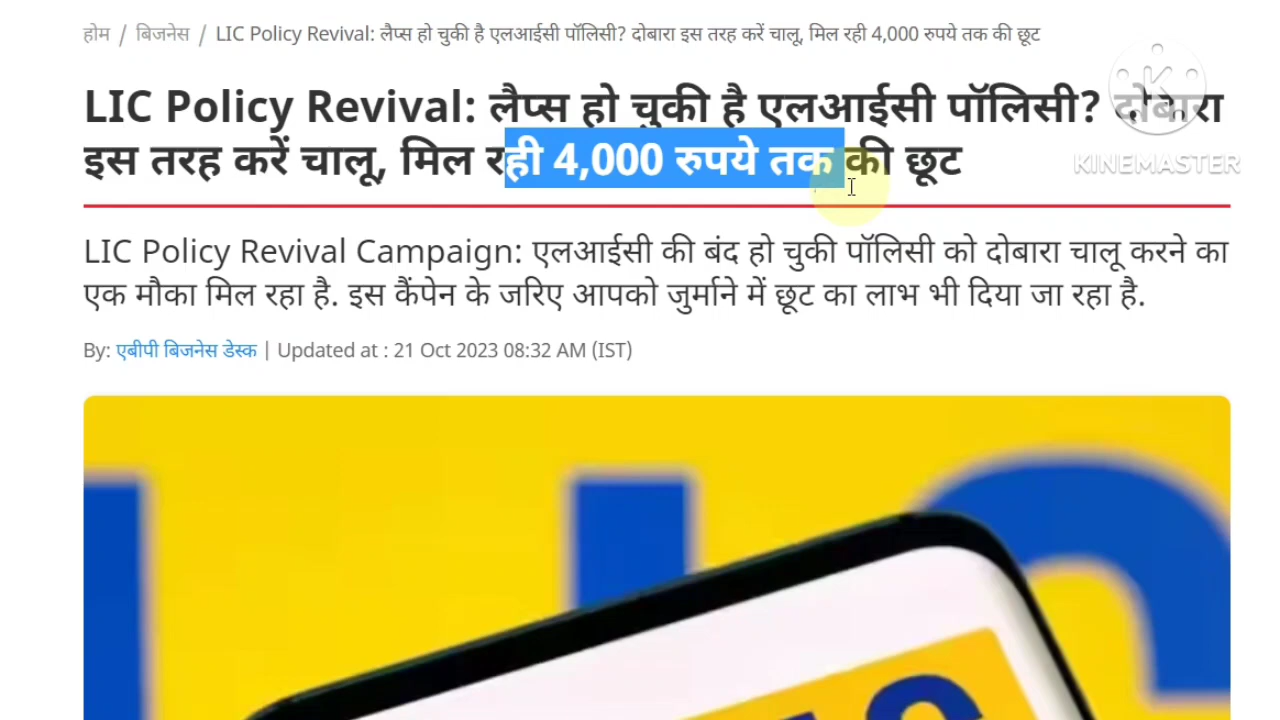 होम / बिजनेस / LIC Policy Revival: लैप्स हो चुकी है एलआईसी पॉलिसी? दोबारा इस तरह करें चालू, मिल रही 4,000 रुपये तक की छूट
LIC Policy Revival: लैप्स हो चुकी है एलआईसी पॉलिसी? दोबारा
इस तरह करें चालू, मिल रही 4,000 रुपये तक की छूट
K
KINEMASTER
LIC Policy Revival Campaign: एलआईसी की बंद हो चुकी पॉलिसी को दोबारा चालू करने का
एक मौका मिल रहा है. इस कैंपेन के जरिए आपको जुर्माने में छूट का लाभ भी दिया जा रहा है.
By: एबीपी बिजनेस डेस्क | Updated at : 21 Oct 2023 08:32 AM (IST)